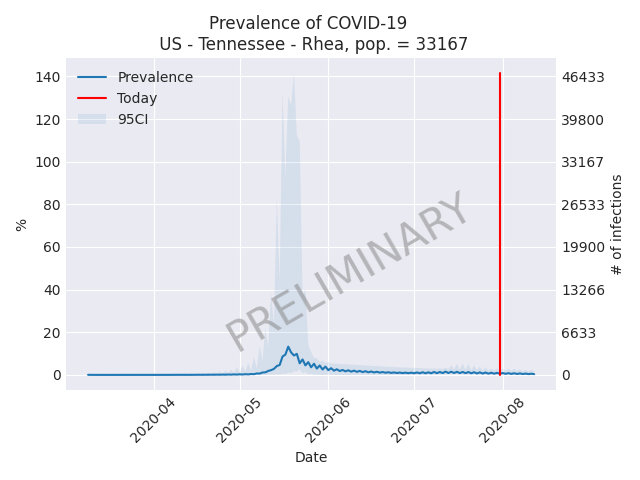 Prevalence of COVID-19
US - Tennessee - Rhea, pop. = 33167
Prevalence
Today
95CI
140
120
100
80
60
40
20
0
%
46433
39800
33167
26533
19900
13266
6633
0
# of infections
PRELIMINARY
2020-04
2020-05
2020-06
2020-07
2020-08
Date